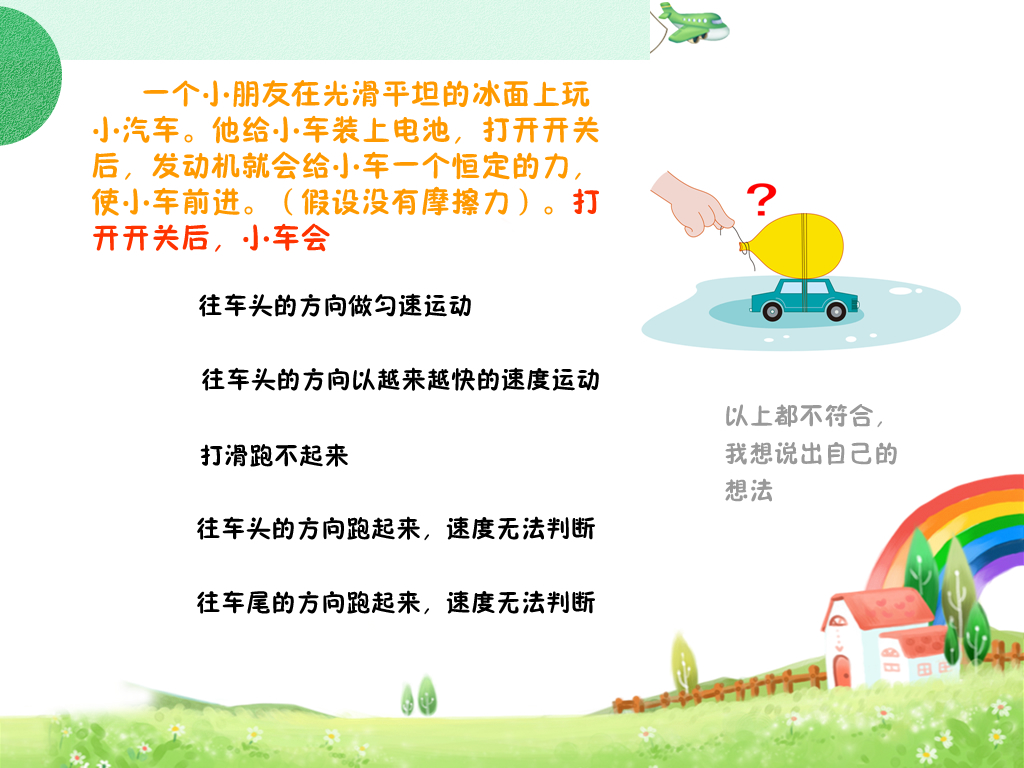 一个小朋友在光滑平坦的冰面上玩
小汽车。他给小车装上电池，打开开关
后，发动机就会给小车一个恒定的力，
使小车前进。（假设没有摩擦力）。打
开开关后，小车会
?
往车头的方向做匀速运动
往车头的方向以越来越快的速度运动
打滑跑不起来
往车头的方向跑起来，速度无法判断
往车尾的方向跑起来，速度无法判断
以上都不符合，
我想说出自己的
想法